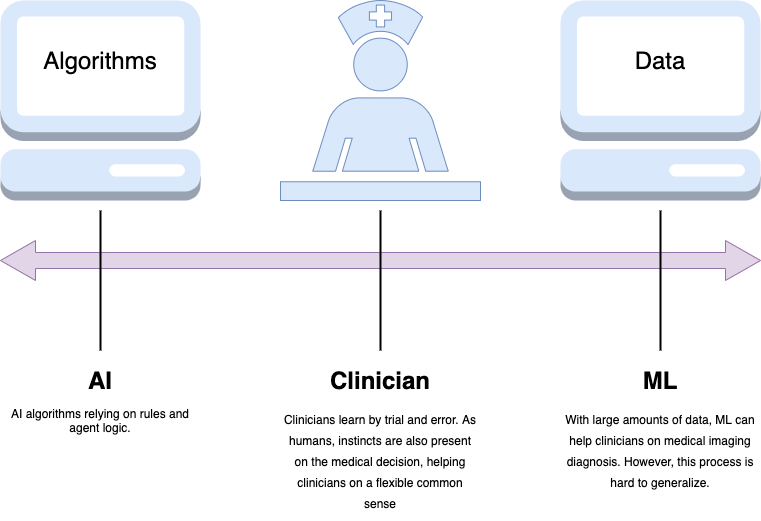 Algorithms
Data
AI
AI algorithms relying on rules and
agent logic.
Clinician
Clinicians learn by trial and error. As
humans, instincts are also present
on the medical decision, helping
clinicians on a flexible common
sense
ML
With large amounts of data, ML can
help clinicians on medical imaging
diagnosis. However, this process is
hard to generalize.